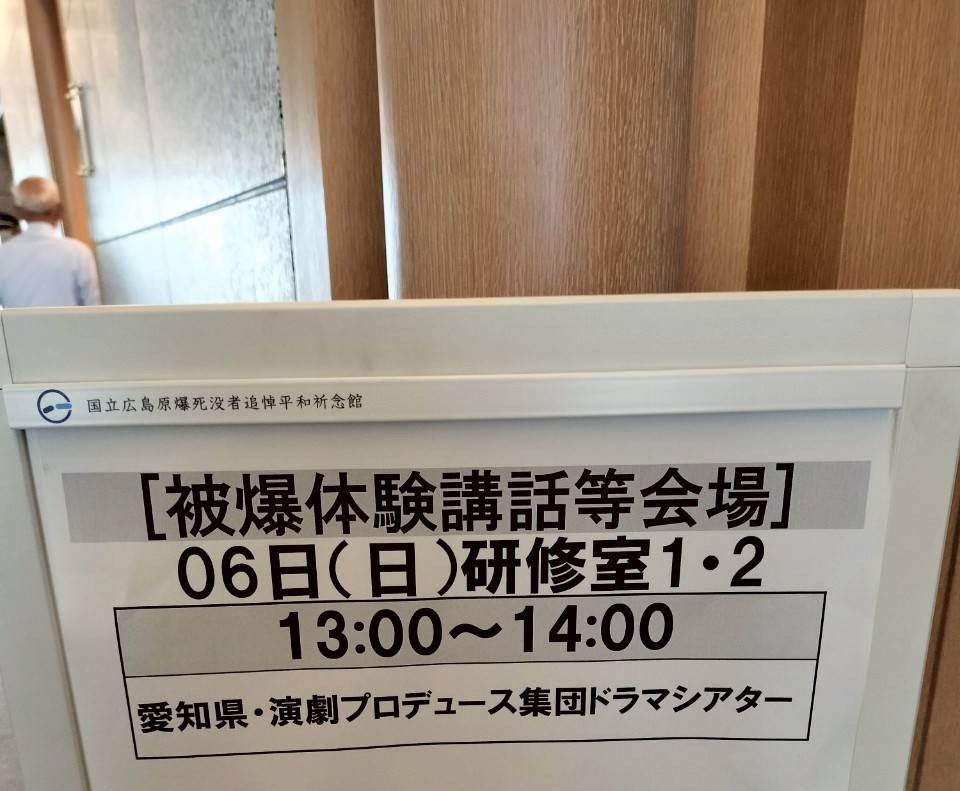 国立広島原爆死没者追悼平和祈念館
[被爆体験講話等会場]
06日(日)研修室1・2
13:00～14:00
愛知県・演劇プロデュース集団ドラマシアター